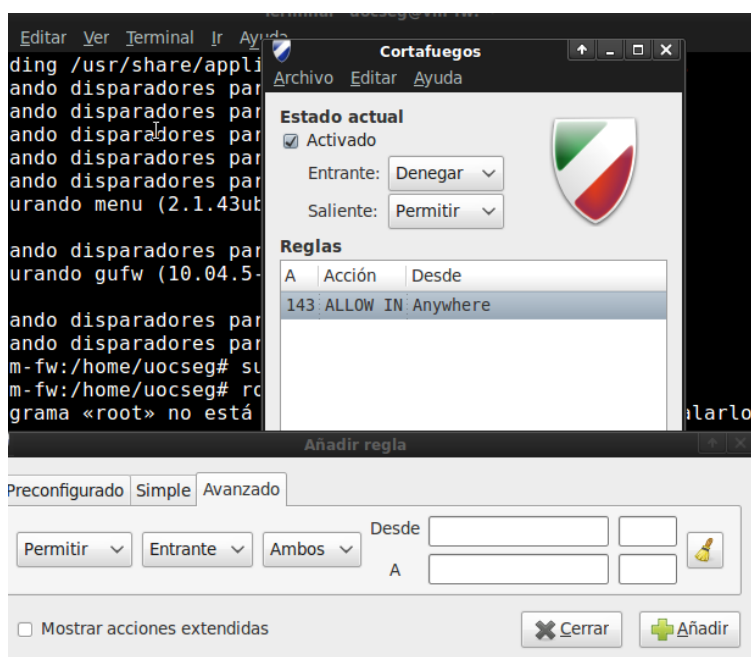 Terminal - uocseg@vm-fw: ~
Editar Ver Terminal Ir Ayuda
ding /usr/share/appli
ando disparadores par
ando disparadores par
ando disparadores par
ando disparadores par
ando disparadores par
urando menu (2.1.43ub
ando disparadores par
urando gufw (10.04.5-
ando disparadores par
ando disparadores par
m-fw:/home/uocseg# su
m-fw:/home/uocseg# ro
grama «root» no está
alarlo
Cortafuegos
Archivo Editar Ayuda
Estado actual
Activado
Entrante: Denegar
Saliente: Permitir
Reglas
A Acción Desde
143 ALLOW IN Anywhere
Añadir regla
Preconfigurado Simple Avanzado
Permitir Entrante Ambos
Desde
A
Mostrar acciones extendidas
Cerrar Añadir